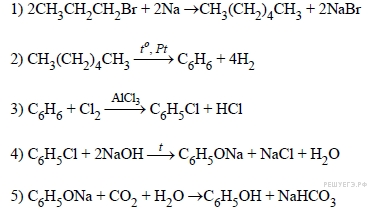 1) 2CH₃CH₂CH₂Br + 2Na →CH₃(CH₂)₄CH₃ + 2NaBr
2) CH₃(CH₂)₄CH₃ —tº, Pt→ C₆H₆ + 4H₂
3) C₆H₆ + Cl₂ —AlCl₃→ C₆H₅Cl + HCl
4) C₆H₅Cl + 2NaOH —t→ C₆H₅ONa + NaCl + H₂O
5) C₆H₅ONa + CO₂ + H₂O →C₆H₅OH + NaHCO₃
РЕШУЕГЭ.РФ